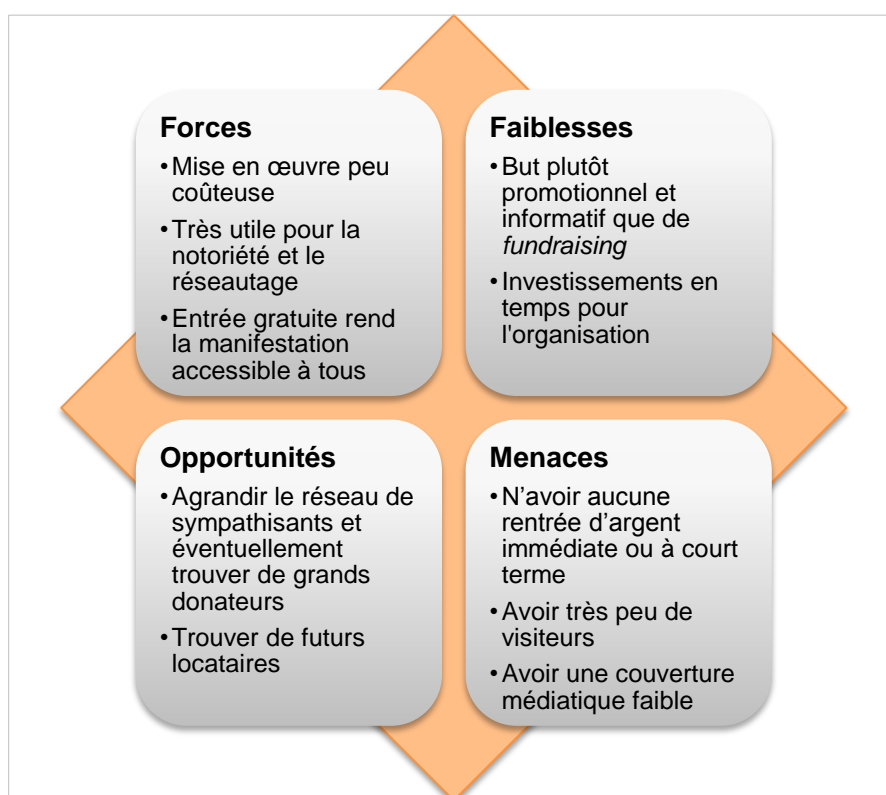 Forces
•Mise en œuvre peu
coûteuse
•Très utile pour la
notoriété et le
réseautage
•Entrée gratuite rend
la manifestation
accessible à tous
Faiblesses
•But plutôt
promotionnel et
informatif que de
fundraising
•Investissements en
temps pour
l'organisation
Opportunités
•Agrandir le réseau de
sympathisants et
éventuellement
trouver de grands
donateurs
•Trouver de futurs
locataires
Menaces
•N’avoir aucune
rentrée d’argent
immédiate ou à court
terme
•Avoir très peu de
visiteurs
•Avoir une couverture
médiatique faible